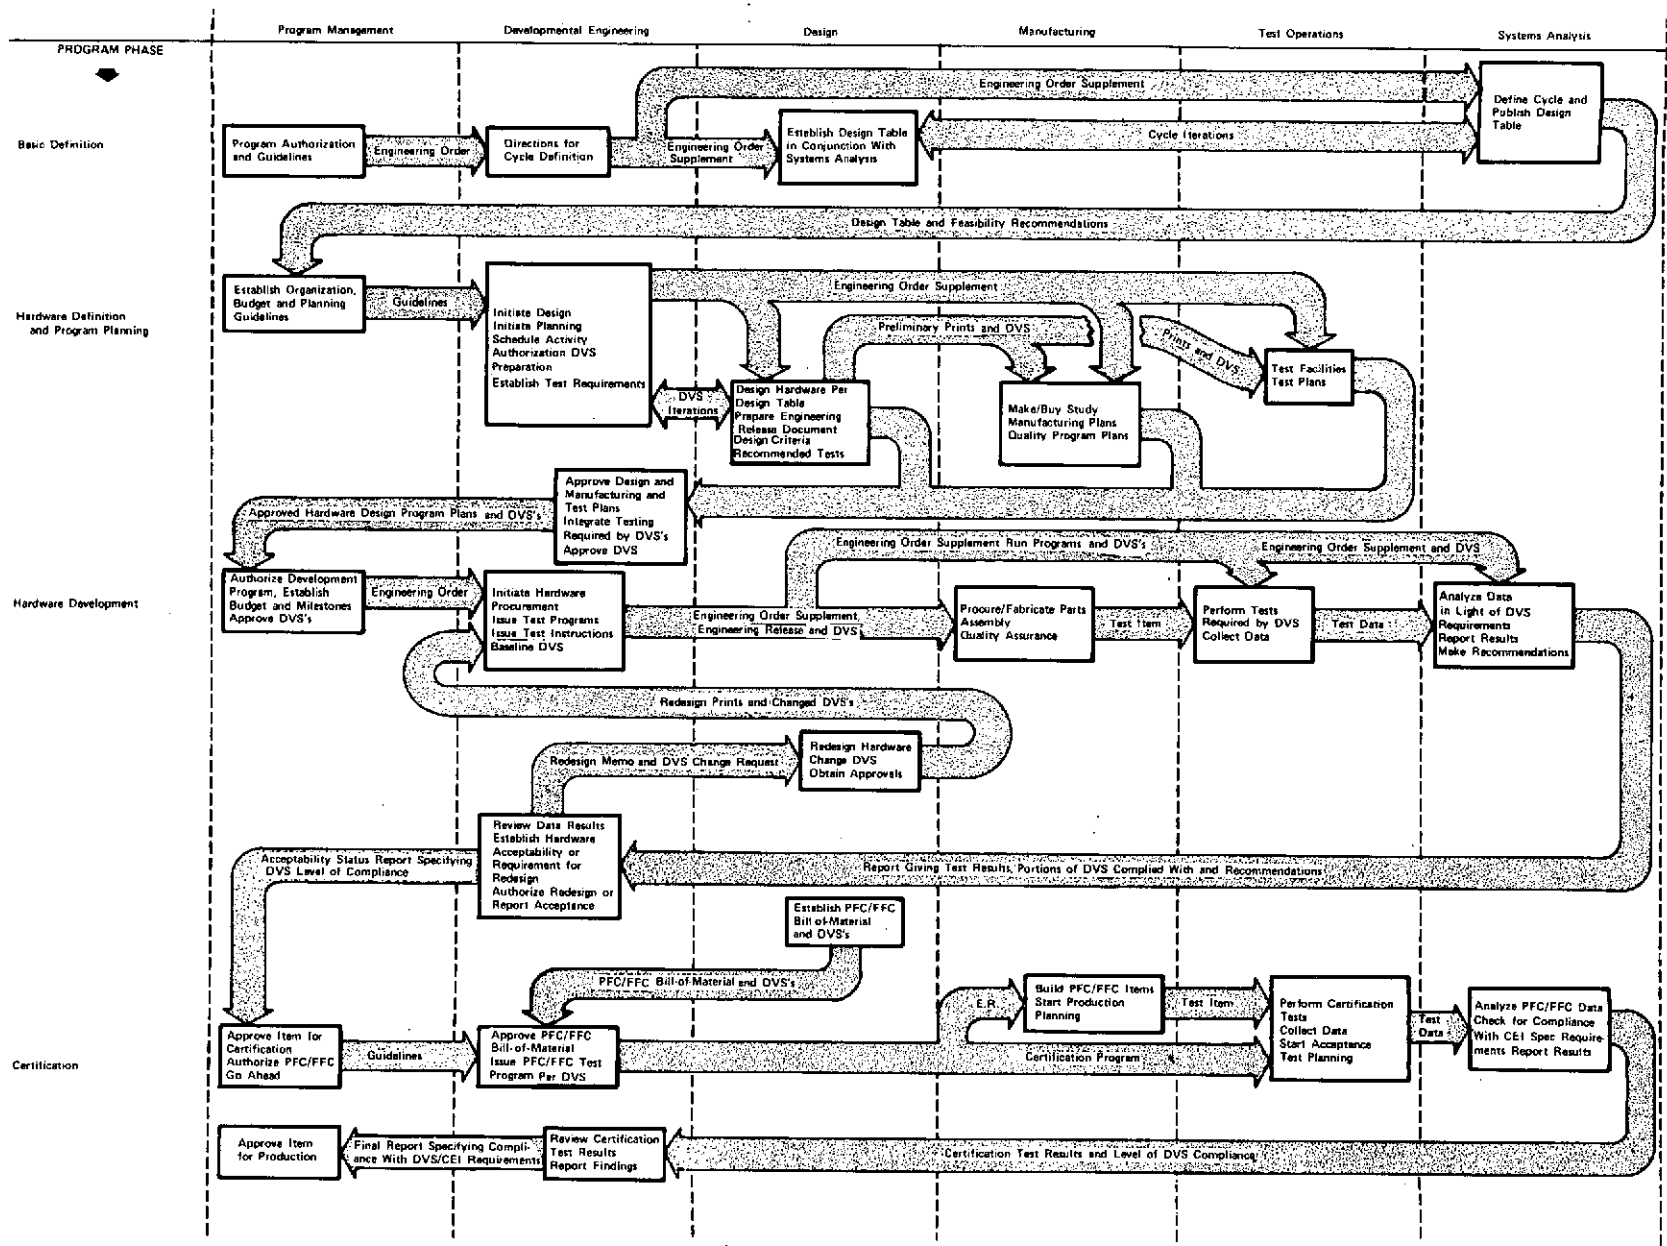 Program Management
Developmental Engineering
Design
Manufacturing
Test Operations
Systems Analysis
PROGRAM PHASE
Basic Definition
Program Authorization
and Guidelines
Engineering Order
Directions for
Cycle Definition
Engineering Order
Supplement
Engineering Order Supplement
Establish Design Table
in Conjunction With
Systems Analysis
Cycle Iterations
Define Cycle and
Publish Design
Table
Design Table and Feasibility Recommendations
Hardware Definition
and Program Planning
Establish Organization,
Budget and Planning
Guidelines
Guidelines
Initiate Design
Initiate Planning
Schedule Activity
Authorization DVS
Preparation
Establish Test Requirements
Engineering Order Supplement
Preliminary Prints and DVS
Prints and DVS
DVS
Iterations
Design Hardware Per
Design Table
Prepare Engineering
Release Document
Design Criteria
Recommended Tests
Make/Buy Study
Manufacturing Plans
Quality Program Plans
Test Facilities
Test Plans
Approve Design and
Manufacturing and
Test Plans
Integrate Testing
Required by DVS's
Approve DVS
Approved Hardware Design Program Plans and DVS's
Hardware Development
Authorize Development
Program, Establish
Budget and Milestones
Approve DVS's
Engineering Order
Initiate Hardware
Procurement
Issue Test Programs
Issue Test Instructions
Baseline DVS
Engineering Order Supplement,
Engineering Release and DVS
Engineering Order Supplement Run Programs and DVS's
Engineering Order Supplement and DVS
Procure/Fabricate Parts
Assembly
Quality Assurance
Test Item
Perform Tests
Required by DVS
Collect Data
Test Data
Analyze Data
in Light of DVS
Requirements
Report Results
Make Recommendations
Redesign Prints and Changed DVS's
Redesign Memo and DVS Change Request
Redesign Hardware
Change DVS
Obtain Approvals
Review Data Results
Establish Hardware
Acceptability or
Requirement for
Redesign
Authorize Redesign or
Report Acceptance
Acceptability Status Report Specifying
DVS Level of Compliance
Report Giving Test Results, Portions of DVS Complied With and Recommendations
Establish PFC/FFC
Bill-of-Material
and DVS's
PFC/FFC Bill-of-Material and DVS's
Certification
Approve Item for
Certification
Authorize PFC/FFC
Go Ahead
Guidelines
Approve PFC/FFC
Bill-of-Material
Issue PFC/FFC Test
Program Per DVS
E.R.
Certification Program
Build PFC/FFC Items
Start Production
Planning
Test Item
Perform Certification
Tests
Collect Data
Start Acceptance
Test Planning
Test
Data
Analyze PFC/FFC Data
Check for Compliance
With CEI Spec Require-
ments Report Results
Approve Item
for Production
Final Report Specifying Compli-
ance With DVS/CEI Requirements
Review Certification
Test Results
Report Findings
Certification Test Results and Level of DVS Compliance